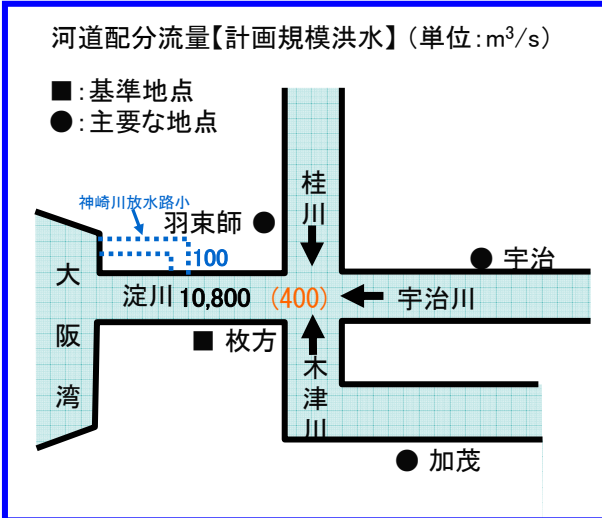 河道配分流量【計画規模洪水】（単位：m³/s）
■：基準地点
●：主要な地点
神崎川放水路小
羽束師 ●
桂川
100
● 宇治
大阪湾
淀川 10,800 (400)
宇治川
■ 枚方
木津川
● 加茂